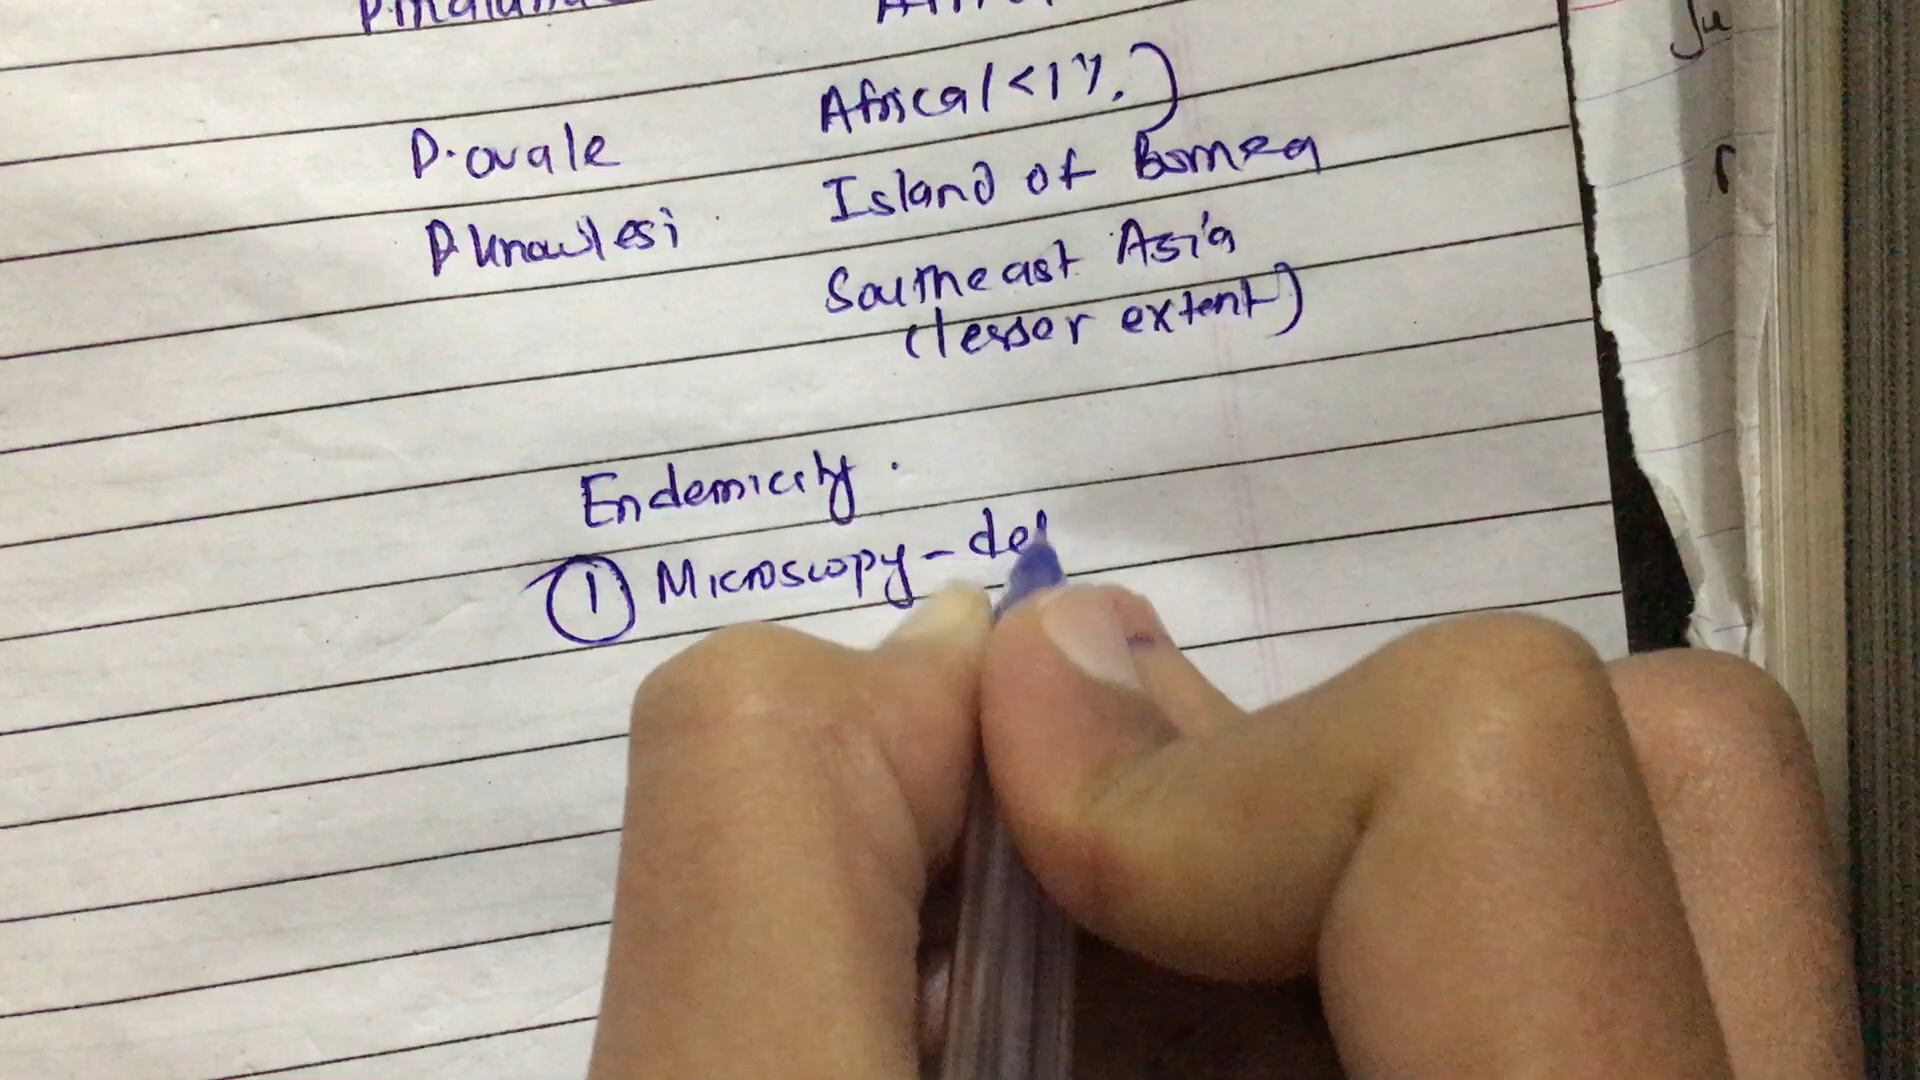 P. ovale Africa (<1%.)
P. knowlesi Island of Borneo
Southeast Asia
(lesser extent)
Endemicity.
① Microscopy - de